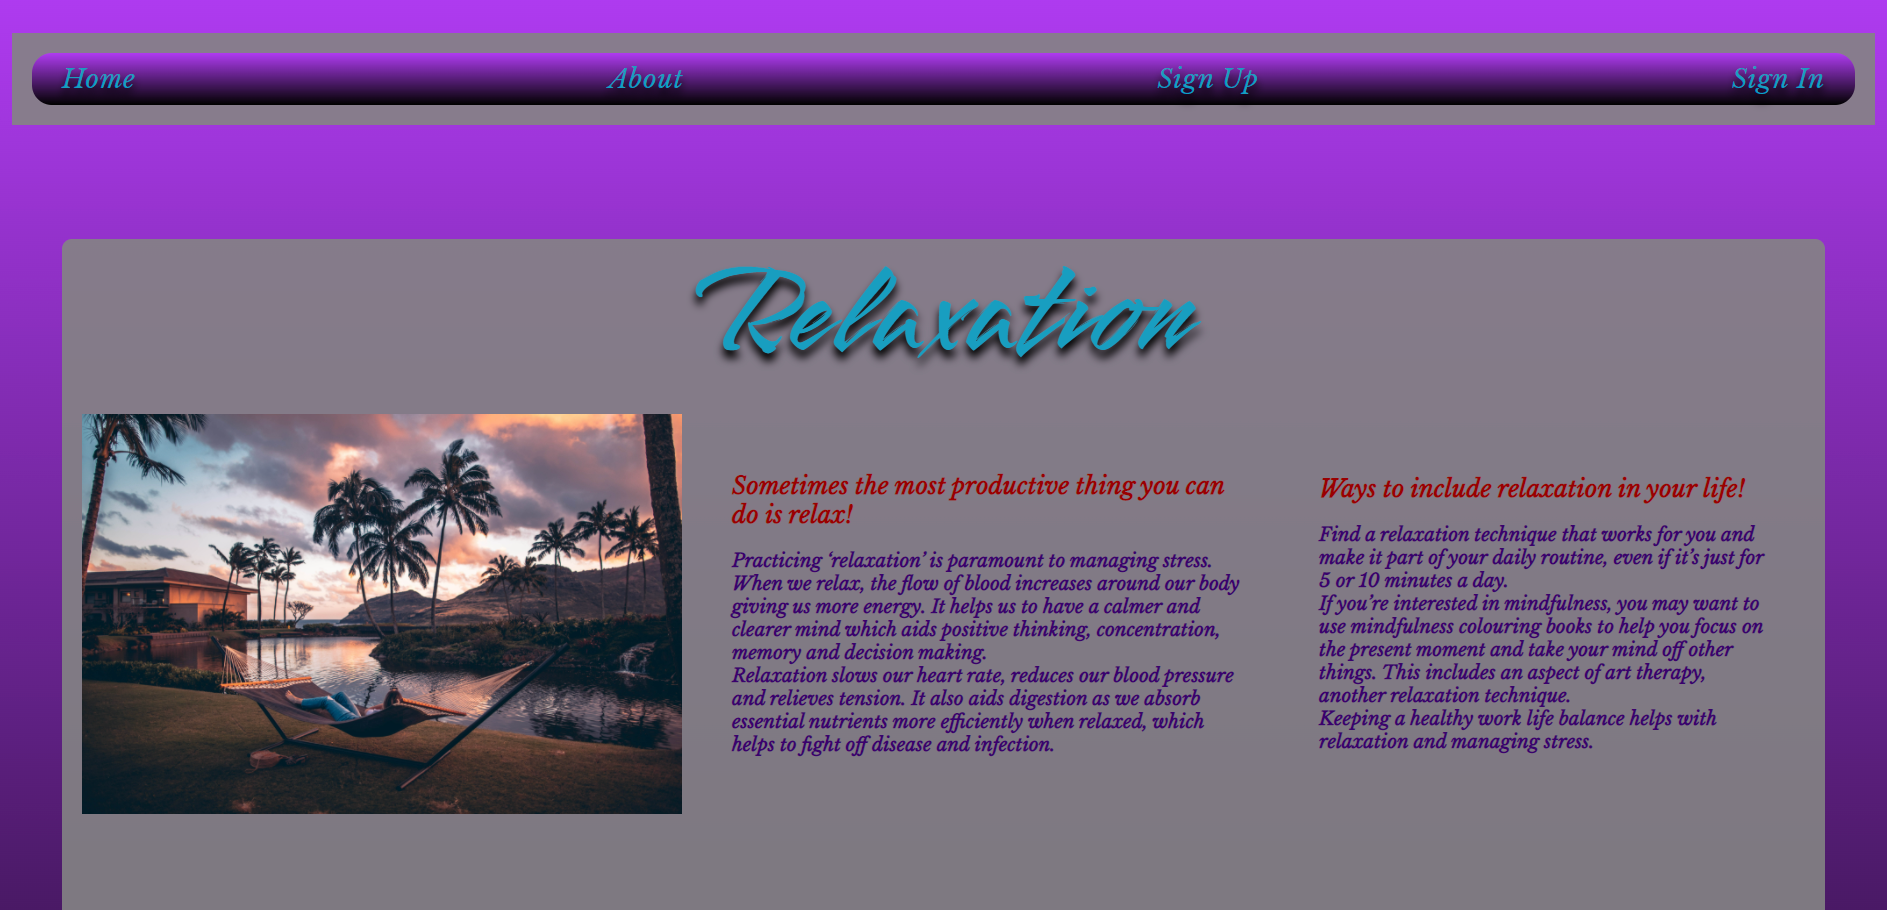 Home About Sign Up Sign In
Relaxation
Sometimes the most productive thing you can
do is relax!
Practicing ‘relaxation’ is paramount to managing stress.
When we relax, the flow of blood increases around our body
giving us more energy. It helps us to have a calmer and
clearer mind which aids positive thinking, concentration,
memory and decision making.
Relaxation slows our heart rate, reduces our blood pressure
and relieves tension. It also aids digestion as we absorb
essential nutrients more efficiently when relaxed, which
helps to fight off disease and infection.
Ways to include relaxation in your life!
Find a relaxation technique that works for you and
make it part of your daily routine, even if it’s just for
5 or 10 minutes a day.
If you’re interested in mindfulness, you may want to
use mindfulness colouring books to help you focus on
the present moment and take your mind off other
things. This includes an aspect of art therapy,
another relaxation technique.
Keeping a healthy work life balance helps with
relaxation and managing stress.